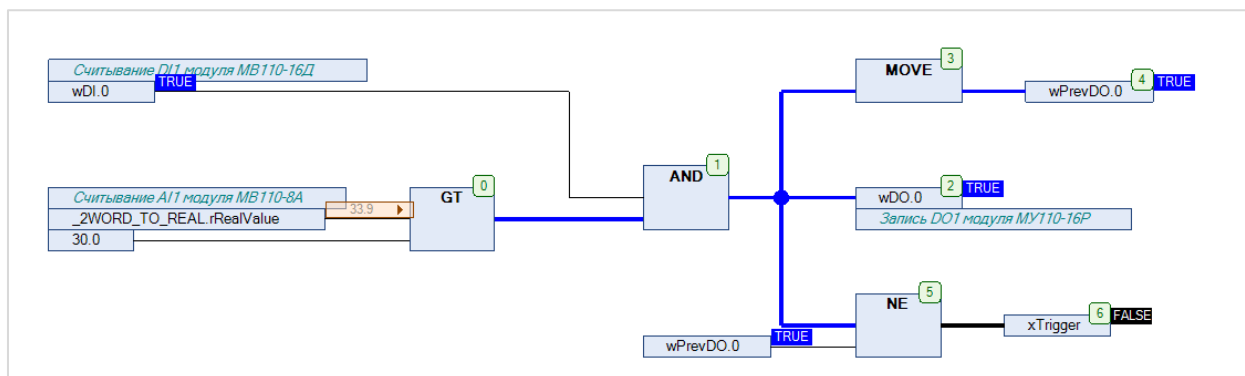 Считывание DI1 модуля МВ110-16Д
wDI.0
TRUE
Считывание AI1 модуля МВ110-8А
_2WORD_TO_REAL.rRealValue
33.9
30.0
GT
0
AND
1
MOVE
3
wPrevDO.0
4
TRUE
wDO.0
2
TRUE
Запись DO1 модуля МУ110-16Р
wPrevDO.0
TRUE
NE
5
xTrigger
6
FALSE